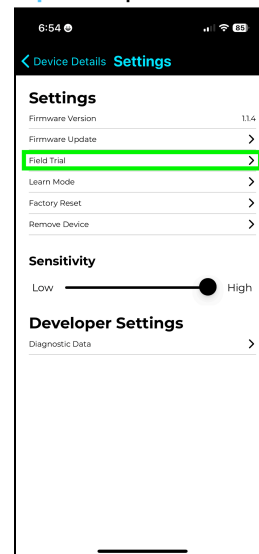 6:54
85
Device Details Settings
Settings
Firmware Version 1.1.4
Firmware Update
Field Trial
Learn Mode
Factory Reset
Remove Device
Sensitivity
Low High
Developer Settings
Diagnostic Data